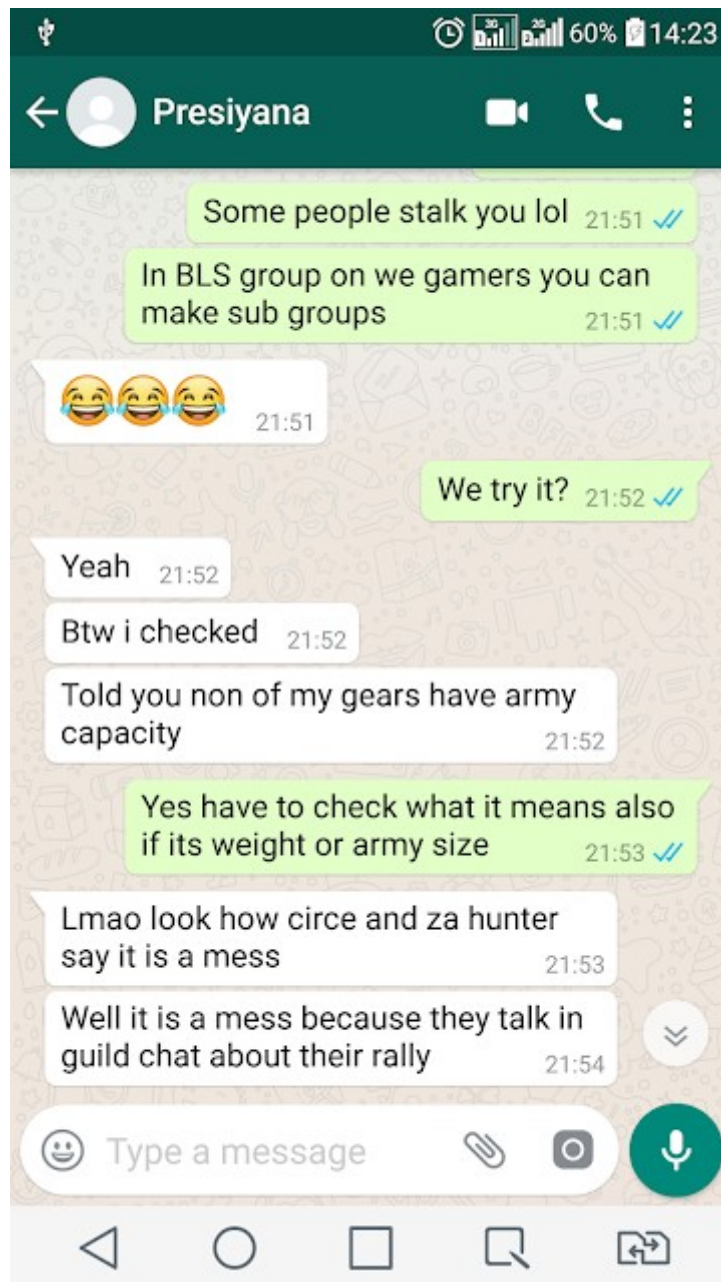 60% 14:23
Presiyana
Some people stalk you lol 21:51
In BLS group on we gamers you can
make sub groups 21:51
😂😂😂 21:51
We try it? 21:52
Yeah 21:52
Btw i checked 21:52
Told you non of my gears have army
capacity 21:52
Yes have to check what it means also
if its weight or army size 21:53
Lmao look how circe and za hunter
say it is a mess 21:53
Well it is a mess because they talk in
guild chat about their rally 21:54
Type a message